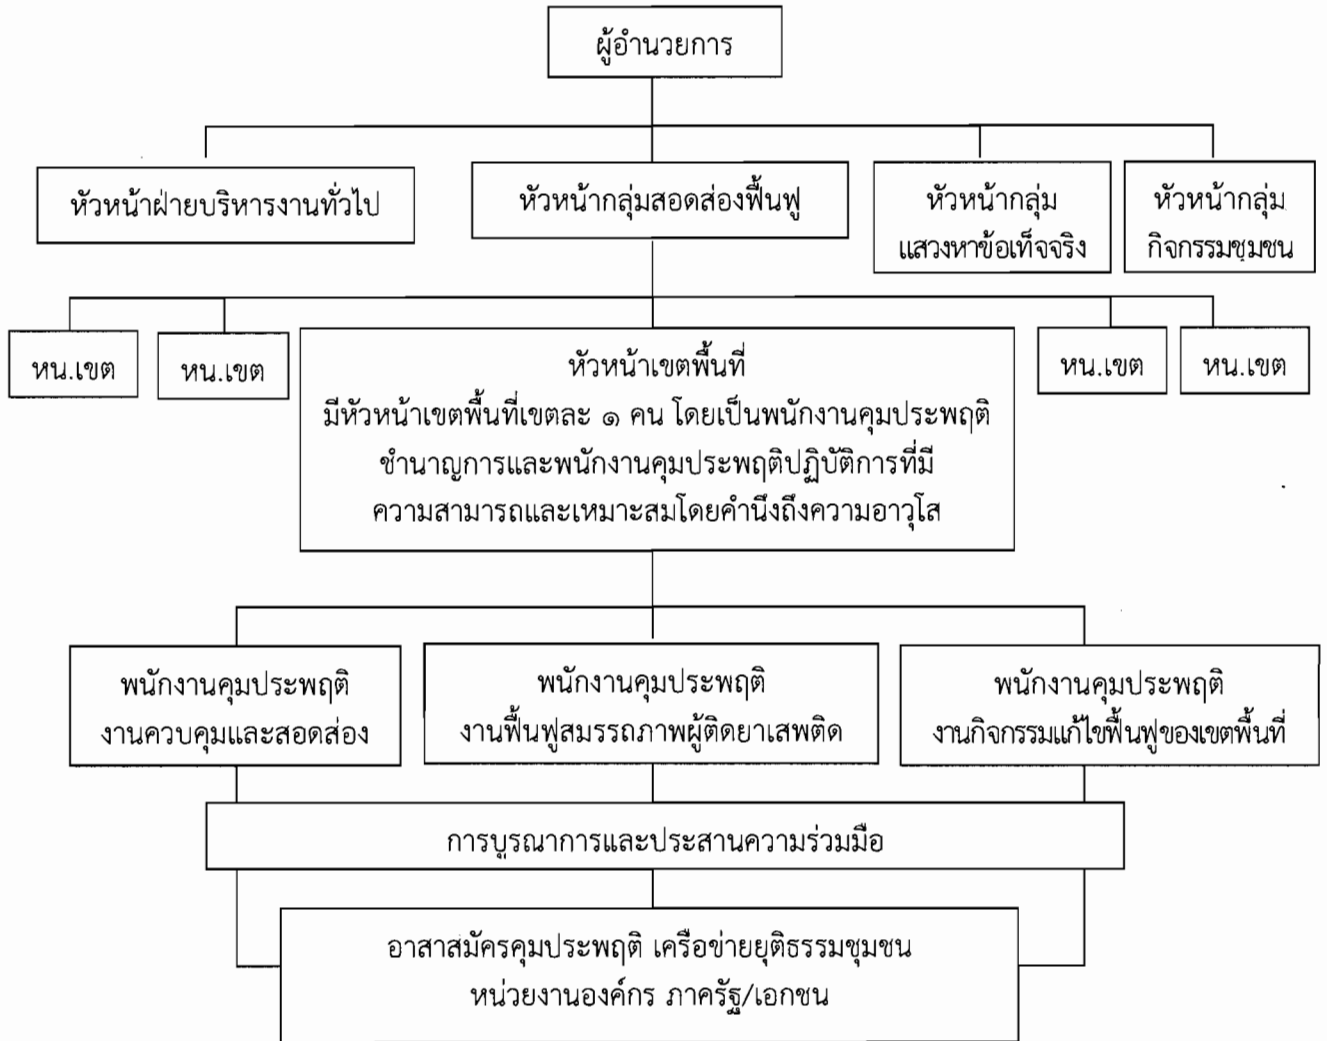 ผู้อำนวยการ
หัวหน้าฝ่ายบริหารงานทั่วไป
หัวหน้ากลุ่มสอดส่องฟื้นฟู
หัวหน้ากลุ่ม
แสวงหาข้อเท็จจริง
หัวหน้ากลุ่ม
กิจกรรมชุมชน
หน.เขต
หน.เขต
หัวหน้าเขตพื้นที่
มีหัวหน้าเขตพื้นที่เขตละ ๑ คน โดยเป็นพนักงานคุมประพฤติ
ชำนาญการและพนักงานคุมประพฤติปฏิบัติการที่มี
ความสามารถและเหมาะสมโดยคำนึงถึงความอาวุโส
หน.เขต
หน.เขต
พนักงานคุมประพฤติ
งานควบคุมและสอดส่อง
พนักงานคุมประพฤติ
งานฟื้นฟูสมรรถภาพผู้ติดยาเสพติด
พนักงานคุมประพฤติ
งานกิจกรรมแก้ไขฟื้นฟูของเขตพื้นที่
การบูรณาการและประสานความร่วมมือ
อาสาสมัครคุมประพฤติ เครือข่ายยุติธรรมชุมชน
หน่วยงานองค์กร ภาครัฐ/เอกชน